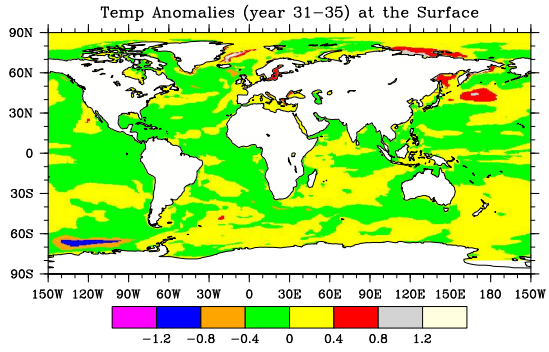 Temp Anomalies (year 31−35) at the Surface
90N
60N
30N
0
30S
60S
90S
150W 120W 90W 60W 30W 0 30E 60E 90E 120E 150E 180 150W
−1.2 −0.8 −0.4 0 0.4 0.8 1.2